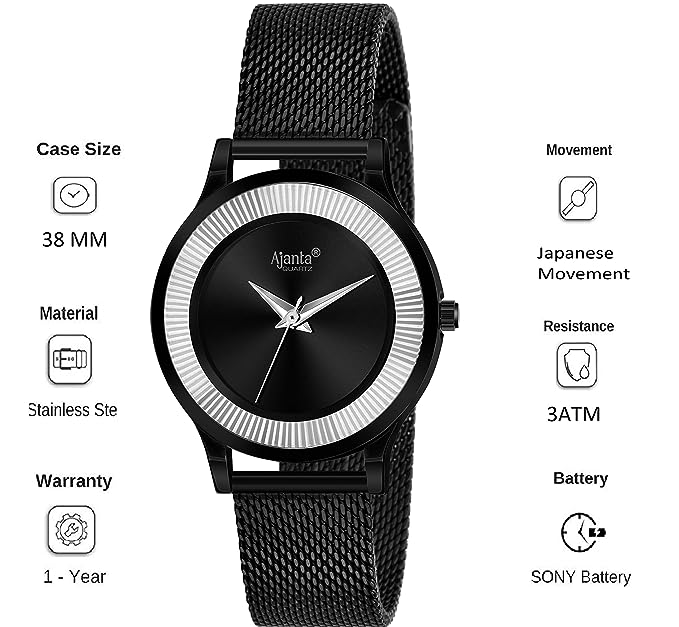 Case Size
38 MM
Material
Stainless Ste
Warranty
1 - Year
Ajanta®
QUARTZ
Movement
Japanese
Movement
Resistance
3ATM
Battery
SONY Battery